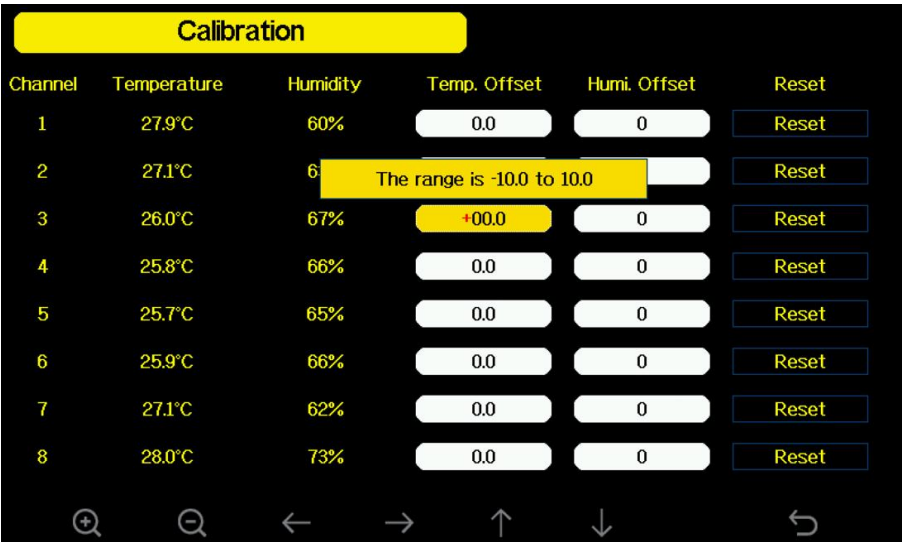 Calibration
Channel Temperature Humidity Temp. Offset Humi. Offset Reset
1 27.9°C 60% 0.0 0 Reset
2 27.1°C Reset
The range is -10.0 to 10.0
3 26.0°C 67% +00.0 0 Reset
4 25.8°C 66% 0.0 0 Reset
5 25.7°C 65% 0.0 0 Reset
6 25.9°C 66% 0.0 0 Reset
7 27.1°C 62% 0.0 0 Reset
8 28.0°C 73% 0.0 0 Reset